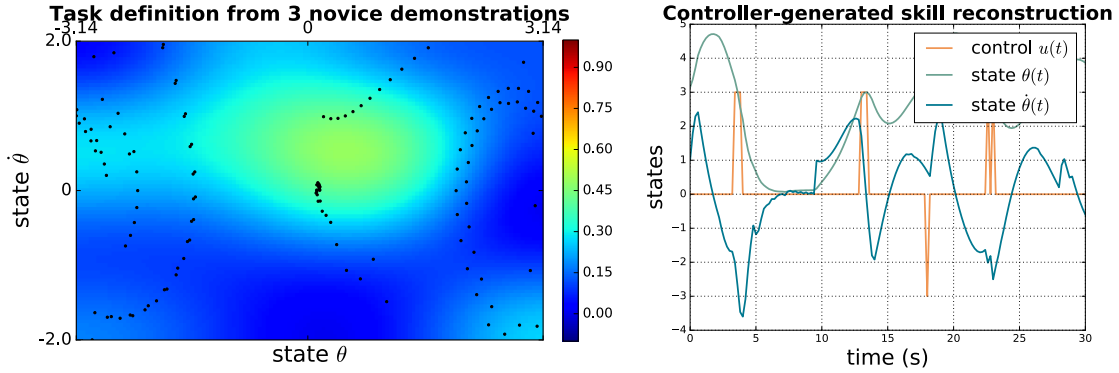 Task definition from 3 novice demonstrations
-3.14 0 3.14
2.0
0
-2.0
state θ̇
state θ
0.90
0.75
0.60
0.45
0.30
0.15
0.00
Controller-generated skill reconstruction
5
4
3
2
1
0
−1
−2
−3
−4
states
control u(t)
state θ(t)
state θ̇(t)
0 5 10 15 20 25 30
time (s)